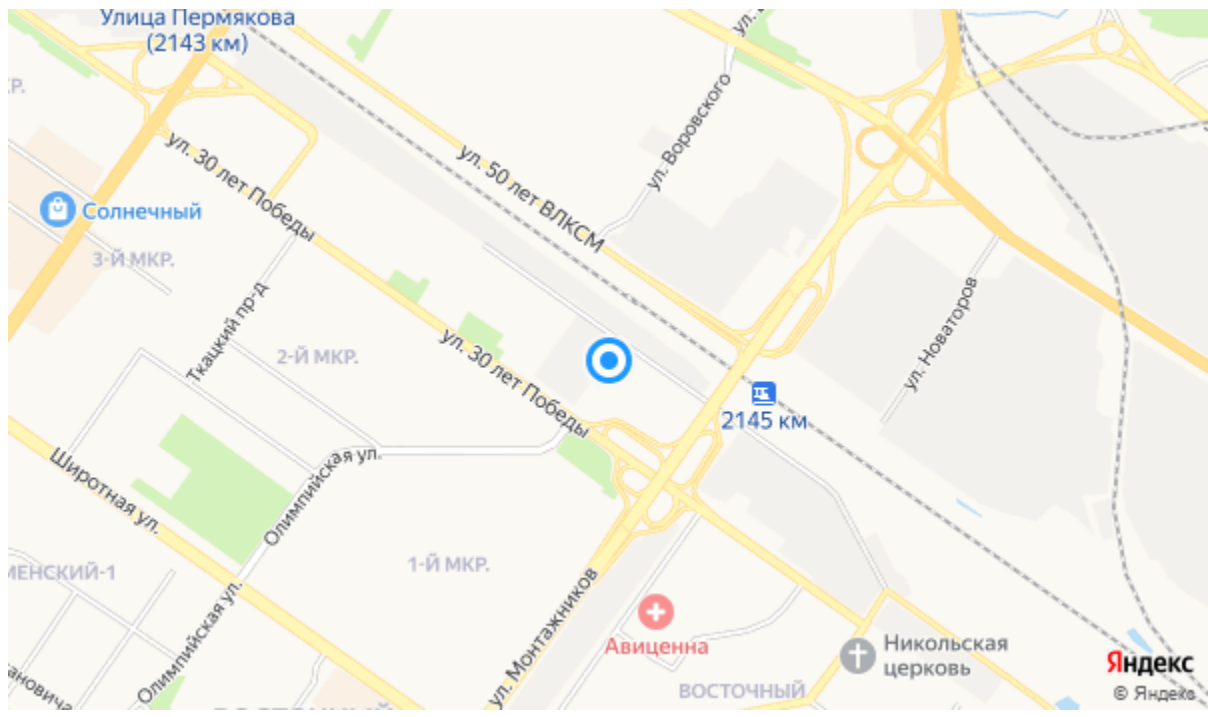 Улица Пермякова
(2143 км)
ул. 30 лет Победы
ул. 50 лет ВЛКСМ
ул. Воровского
Солнечный
3-Й МКР.
Ткацкий пр-д
2-Й МКР.
ул. 30 лет Победы
ул. Новаторов
2145 км
Широтная ул.
Олимпийская ул.
1-Й МКР.
ул. Монтажников
Олимпийская ул.
Авиценна
Никольская
церковь
ВОСТОЧНЫЙ
Яндекс
© Яндекс